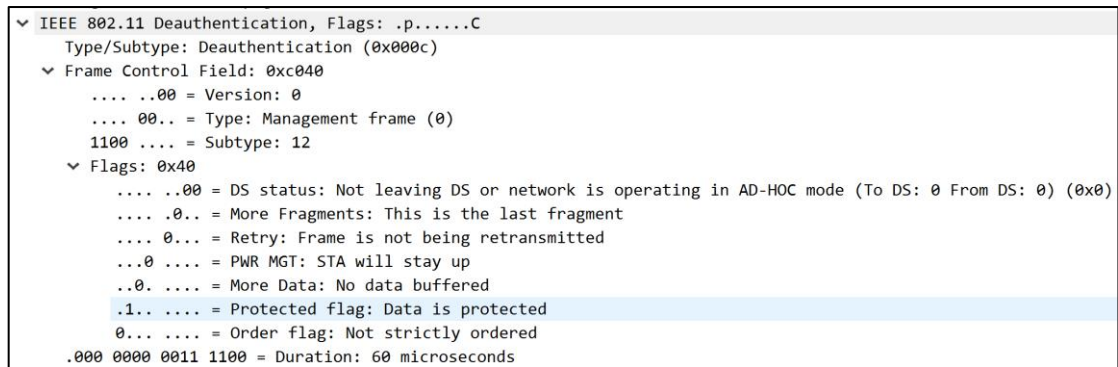 IEEE 802.11 Deauthentication, Flags: .p......C
Type/Subtype: Deauthentication (0x000c)
Frame Control Field: 0xc040
.... ..00 = Version: 0
.... 00.. = Type: Management frame (0)
1100 .... = Subtype: 12
Flags: 0x40
.... ..00 = DS status: Not leaving DS or network is operating in AD-HOC mode (To DS: 0 From DS: 0) (0x0)
.... .0.. = More Fragments: This is the last fragment
.... 0... = Retry: Frame is not being retransmitted
...0 .... = PWR MGT: STA will stay up
..0. .... = More Data: No data buffered
.1.. .... = Protected flag: Data is protected
0... .... = Order flag: Not strictly ordered
.000 0000 0011 1100 = Duration: 60 microseconds